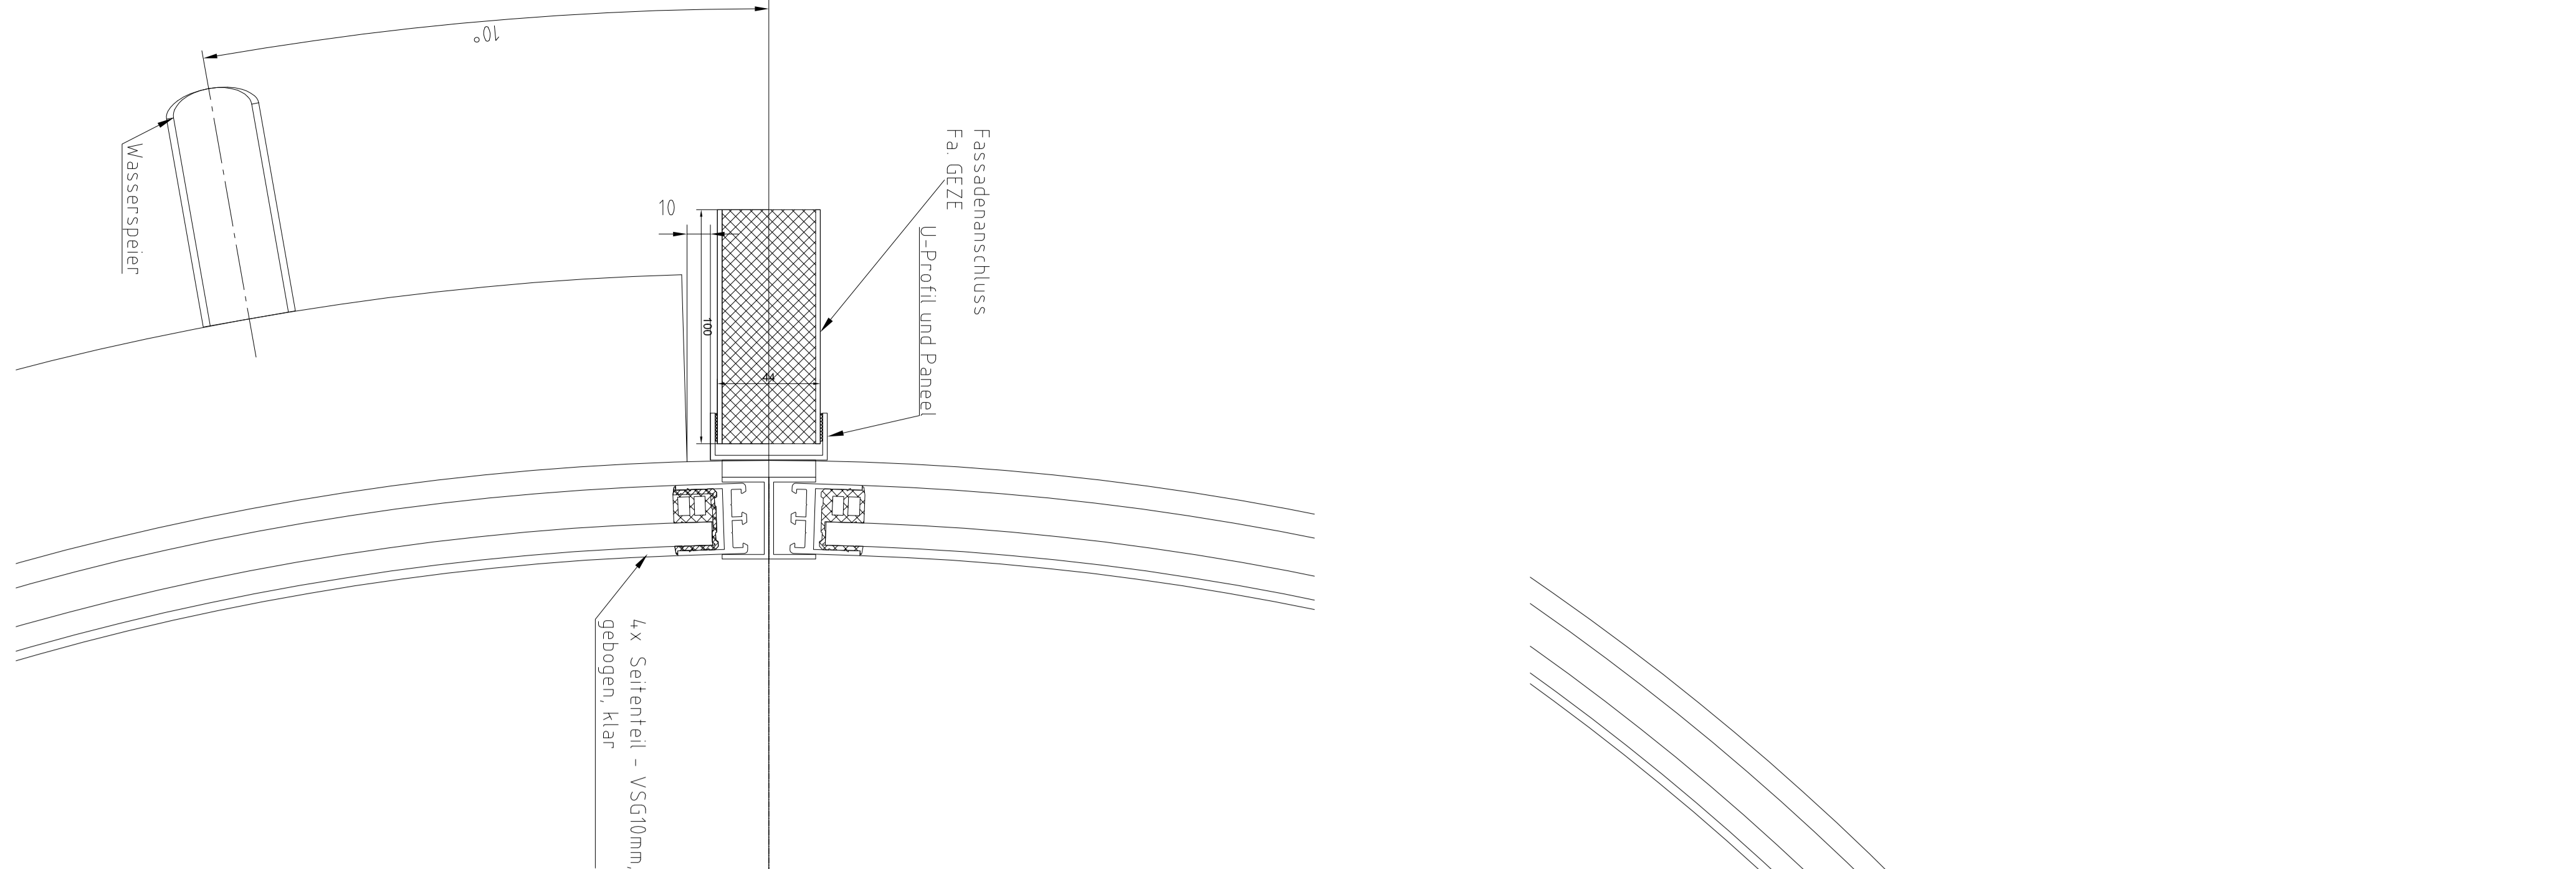 10°
Wasserspeier
10
100
44
Fassadenanschluss
Fa. GEZE
U-Profil und Paneel
4x Seitenteil - VSG10mm,
gebogen, klar